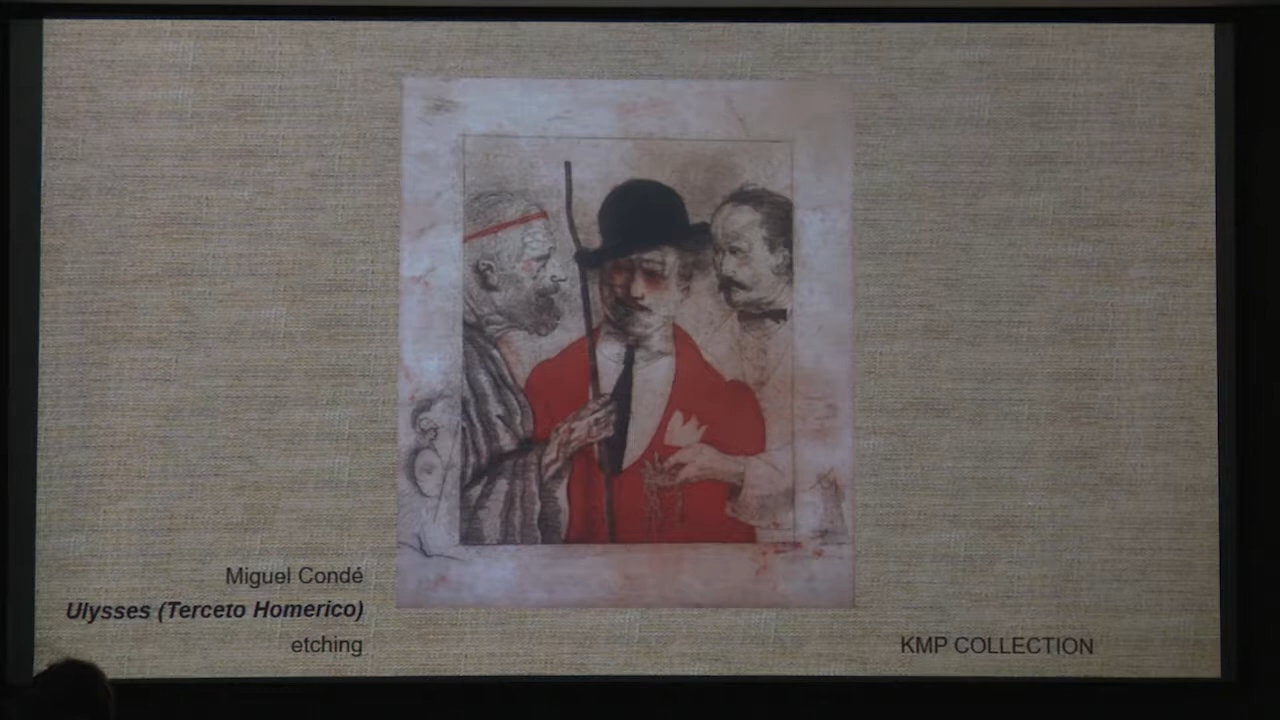 Miguel Condé
Ulysses (Terceto Homerico)
etching
KMP COLLECTION